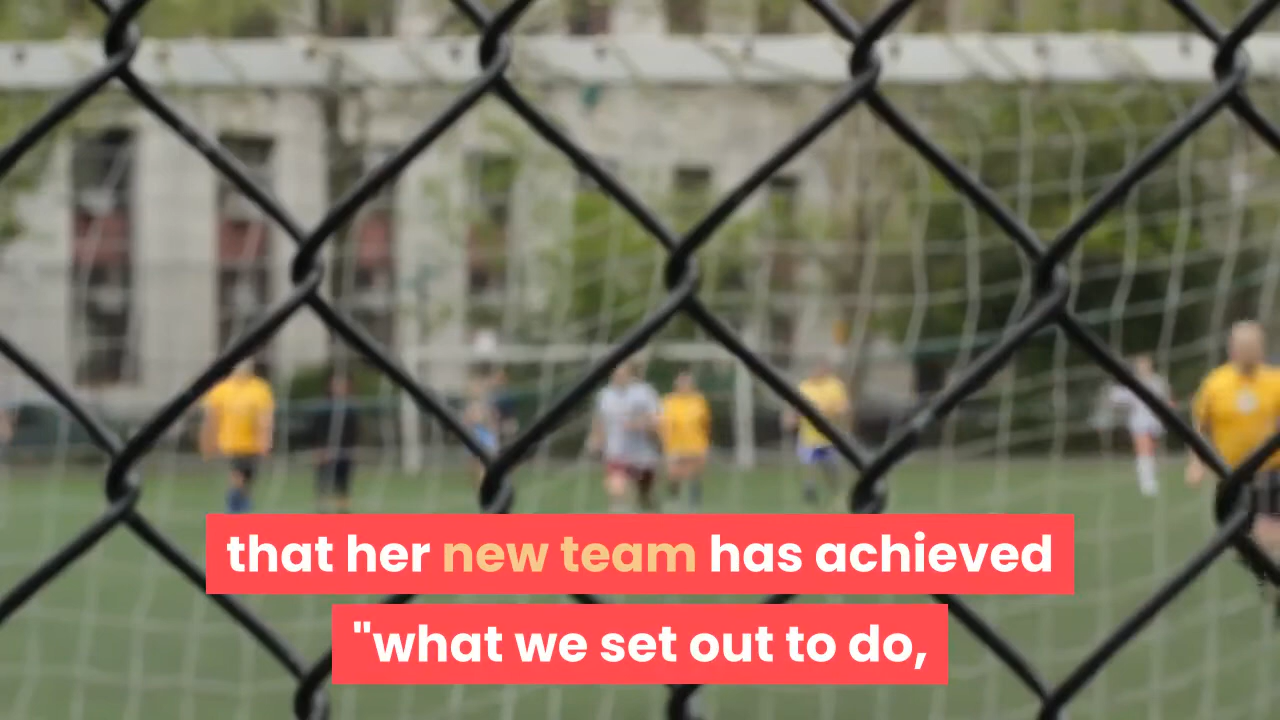 that her new team has achieved
"what we set out to do,